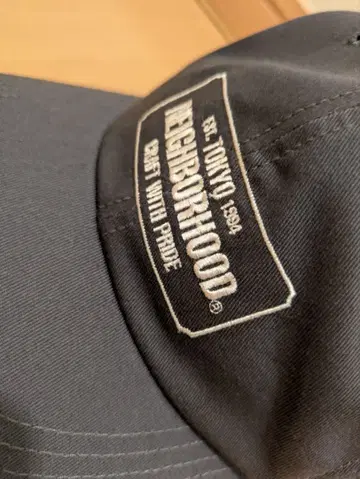 EST. TOKYO 1994
NEIGHBORHOOD®
CRAFT WITH PRIDE